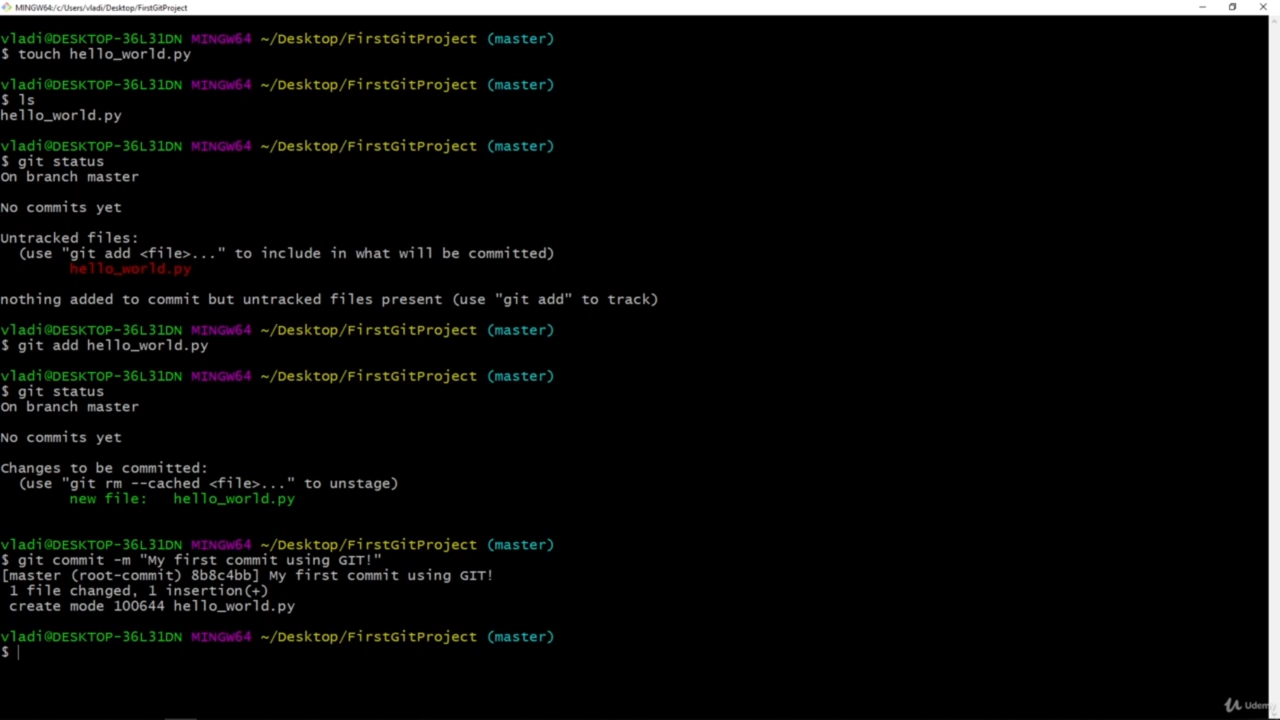 MINGW64:/c/Users/vladi/Desktop/FirstGitProject
vladi@DESKTOP-36L31DN MINGW64 ~/Desktop/FirstGitProject (master)
$ touch hello_world.py
vladi@DESKTOP-36L31DN MINGW64 ~/Desktop/FirstGitProject (master)
$ ls
hello_world.py
vladi@DESKTOP-36L31DN MINGW64 ~/Desktop/FirstGitProject (master)
$ git status
On branch master
No commits yet
Untracked files:
(use "git add <file>..." to include in what will be committed)
hello_world.py
nothing added to commit but untracked files present (use "git add" to track)
vladi@DESKTOP-36L31DN MINGW64 ~/Desktop/FirstGitProject (master)
$ git add hello_world.py
vladi@DESKTOP-36L31DN MINGW64 ~/Desktop/FirstGitProject (master)
$ git status
On branch master
No commits yet
Changes to be committed:
(use "git rm --cached <file>..." to unstage)
new file:   hello_world.py
vladi@DESKTOP-36L31DN MINGW64 ~/Desktop/FirstGitProject (master)
$ git commit -m "My first commit using GIT!"
[master (root-commit) 8b8c4bb] My first commit using GIT!
1 file changed, 1 insertion(+)
create mode 100644 hello_world.py
vladi@DESKTOP-36L31DN MINGW64 ~/Desktop/FirstGitProject (master)
$
Udemy